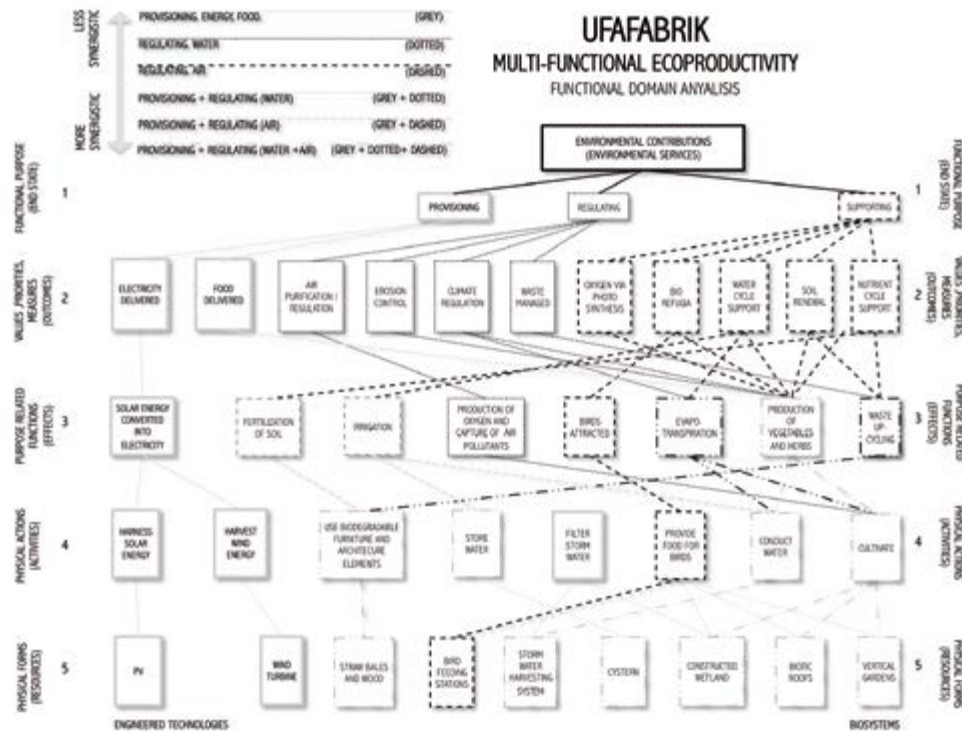 LESS
SYNERGISTIC
MORE
SYNERGISTIC
PROVISIONING, ENERGY, FOOD, (GREY)
REGULATING, WATER (DOTTED)
REGULATING, AIR (DASHED)
PROVISIONING + REGULATING (WATER) (GREY + DOTTED)
PROVISIONING + REGULATING (AIR) (GREY + DASHED)
PROVISIONING + REGULATING (WATER +AIR) (GREY + DOTTED+ DASHED)
UFAFABRIK
MULTI-FUNCTIONAL ECOPRODUCTIVITY
FUNCTIONAL DOMAIN ANYALISIS
ENVIRONMENTAL CONTRIBUTIONS
(ENVIRONMENTAL SERVICES)
FUNCTIONAL PURPOSE
(END STATE)
1
PROVISIONING
REGULATING
SUPPORTING
1
FUNCTIONAL PURPOSE
(END STATE)
VALUES, PRIORITIES,
MEASURES
(OUTCOMES)
2
ELECTRICITY
DELIVERED
FOOD
DELIVERED
AIR
PURIFICATION /
REGULATION
EROSION
CONTROL
CLIMATE
REGULATION
WASTE
MANAGED
OXYGEN VIA
PHOTO
SYNTHESIS
BIO
REFUGIA
WATER
CYCLE
SUPPORT
SOIL
RENEWAL
NUTRIENT
CYCLE
SUPPORT
2
VALUES, PRIORITIES,
MEASURES
(OUTCOMES)
PURPOSE RELATED
FUNCTIONS
(EFFECTS)
3
SOLAR ENERGY
CONVERTED
INTO
ELECTRICITY
FERTILIZATION
OF SOIL
IRRIGATION
PRODUCTION OF
OXYGEN AND
CAPTURE OF AIR
POLLUTANTS
BIRDS
ATTRACTED
EVAPO-
TRANSPIRATION
PRODUCTION
OF
VEGETABLES
AND HERBS
WASTE
UP-
CYCLING
3
PURPOSE RELATED
FUNCTIONS
(EFFECTS)
PHYSICAL ACTIONS
(ACTIVITIES)
4
HARNESS
SOLAR
ENERGY
HARVEST
WIND
ENERGY
USE BIODEGRADABLE
FURNITURE AND
ARCHITECURE
ELEMENTS
STORE
WATER
FILTER
STORM
WATER
PROVIDE
FOOD FOR
BIRDS
CONDUCT
WATER
CULTIVATE
4
PHYSICAL ACTIONS
(ACTIVITIES)
PHYSICAL FORMS
(RESOURCES)
5
PV
WIND
TURBINE
STRAW BALES
AND WOOD
BIRD
FEEDING
STATIONS
STORM
WATER
HARVESTING
SYSTEM
CYSTERN
CONSTRUCTED
WETLAND
BIOTIC
ROOFS
VERTICAL
GARDENS
5
PHYSICAL FORMS
(RESOURCES)
ENGINEERED TECHNOLOGIES
BIOSYSTEMS